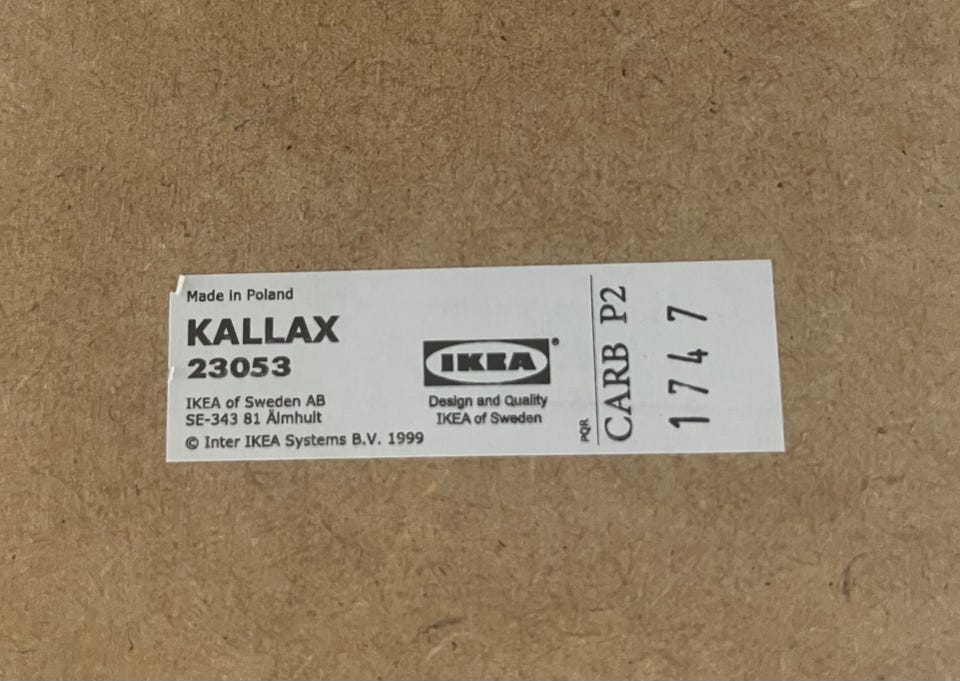 Made in Poland
KALLAX
23053
IKEA of Sweden AB
SE-343 81 Älmhult
© Inter IKEA Systems B.V. 1999
IKEA®
Design and Quality
IKEA of Sweden
PQR
CARB P2
1747